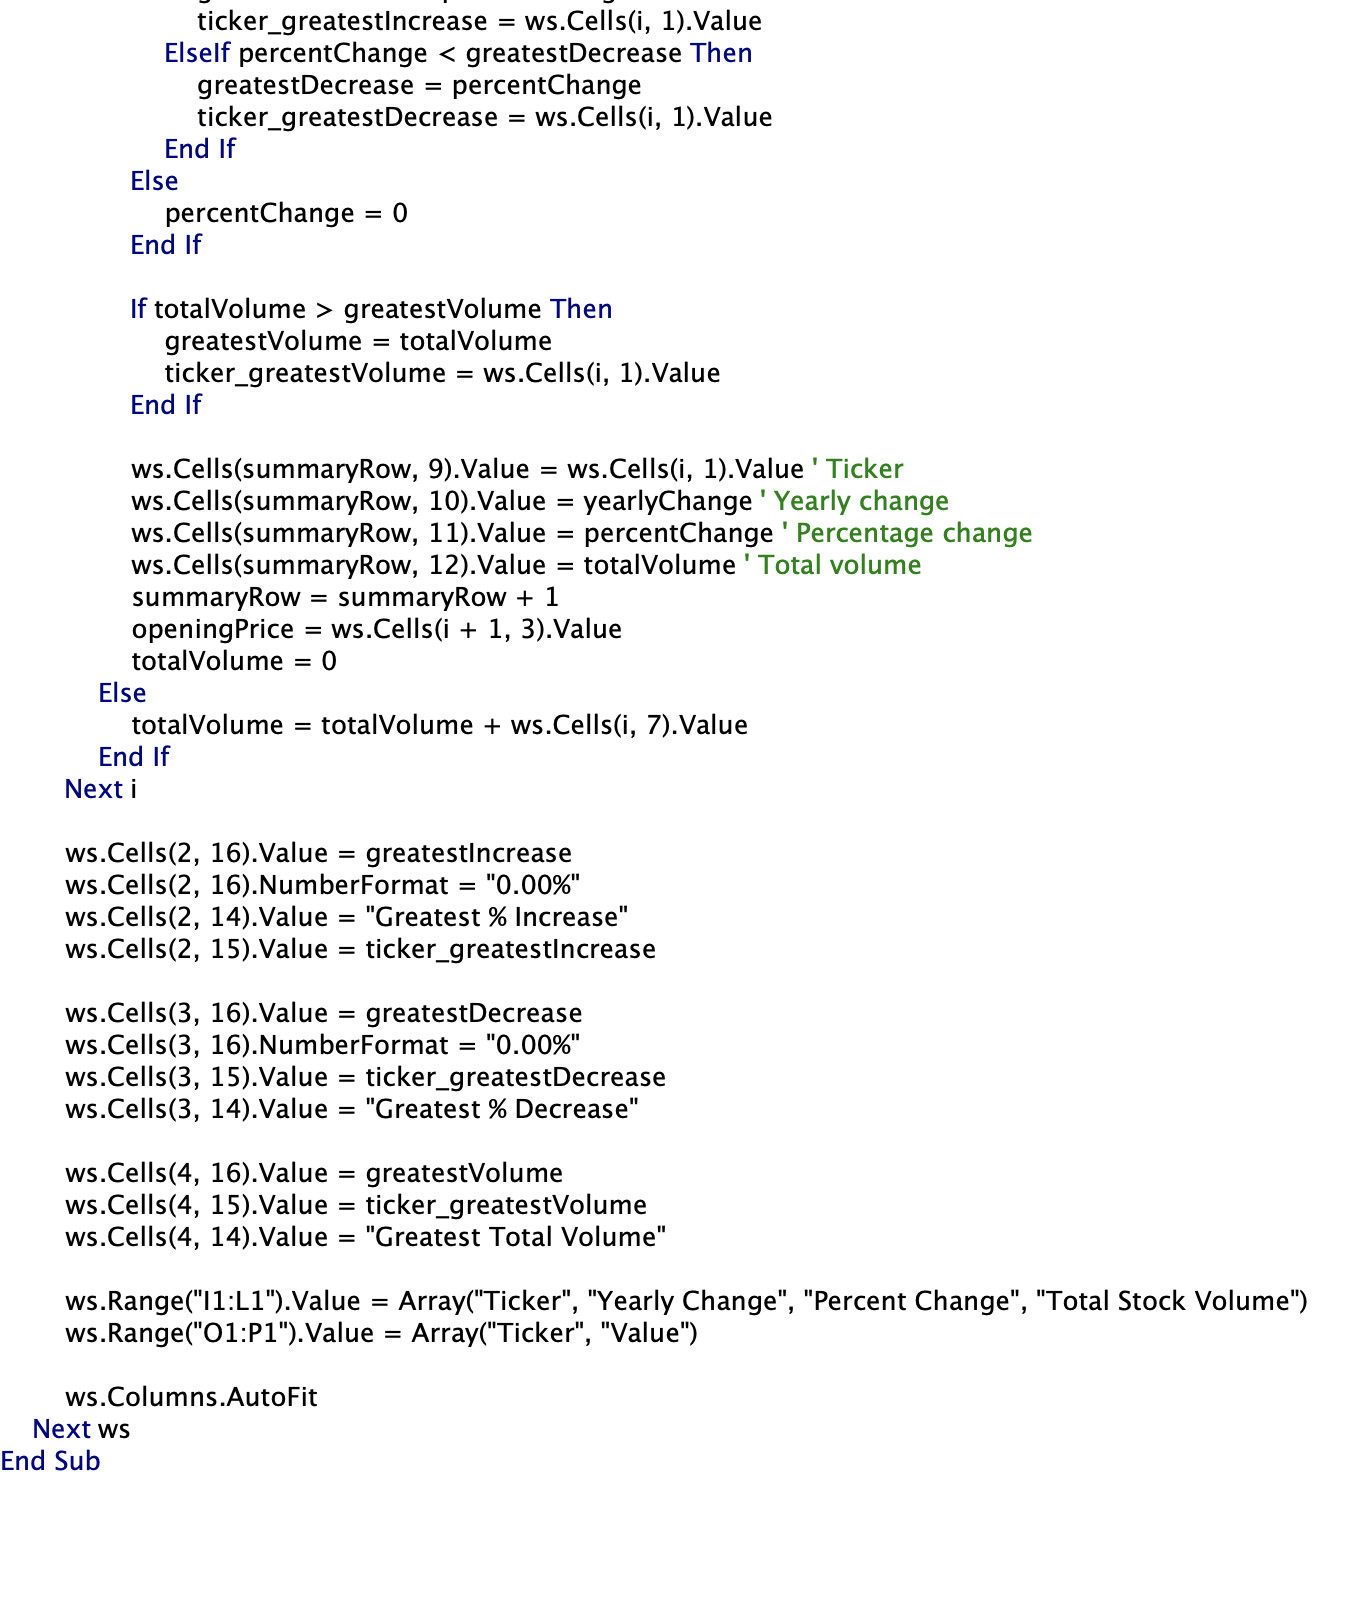 ticker_greatestIncrease = ws.Cells(i, 1).Value
ElseIf percentChange < greatestDecrease Then
greatestDecrease = percentChange
ticker_greatestDecrease = ws.Cells(i, 1).Value
End If
Else
percentChange = 0
End If
If totalVolume > greatestVolume Then
greatestVolume = totalVolume
ticker_greatestVolume = ws.Cells(i, 1).Value
End If
ws.Cells(summaryRow, 9).Value = ws.Cells(i, 1).Value ' Ticker
ws.Cells(summaryRow, 10).Value = yearlyChange ' Yearly change
ws.Cells(summaryRow, 11).Value = percentChange ' Percentage change
ws.Cells(summaryRow, 12).Value = totalVolume ' Total volume
summaryRow = summaryRow + 1
openingPrice = ws.Cells(i + 1, 3).Value
totalVolume = 0
Else
totalVolume = totalVolume + ws.Cells(i, 7).Value
End If
Next i
ws.Cells(2, 16).Value = greatestIncrease
ws.Cells(2, 16).NumberFormat = "0.00%"
ws.Cells(2, 14).Value = "Greatest % Increase"
ws.Cells(2, 15).Value = ticker_greatestIncrease
ws.Cells(3, 16).Value = greatestDecrease
ws.Cells(3, 16).NumberFormat = "0.00%"
ws.Cells(3, 15).Value = ticker_greatestDecrease
ws.Cells(3, 14).Value = "Greatest % Decrease"
ws.Cells(4, 16).Value = greatestVolume
ws.Cells(4, 15).Value = ticker_greatestVolume
ws.Cells(4, 14).Value = "Greatest Total Volume"
ws.Range("I1:L1").Value = Array("Ticker", "Yearly Change", "Percent Change", "Total Stock Volume")
ws.Range("O1:P1").Value = Array("Ticker", "Value")
ws.Columns.AutoFit
Next ws
End Sub